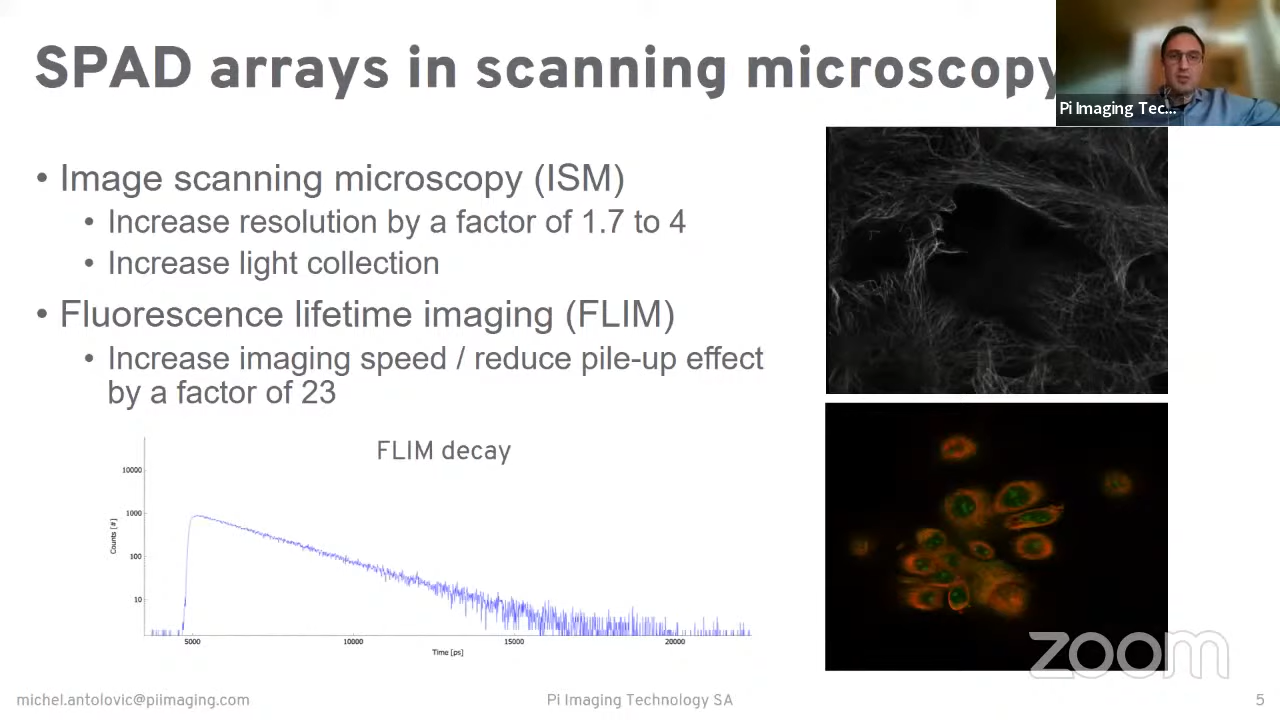 SPAD arrays in scanning microscopy
Pi Imaging Tec...
• Image scanning microscopy (ISM)
• Increase resolution by a factor of 1.7 to 4
• Increase light collection
• Fluorescence lifetime imaging (FLIM)
• Increase imaging speed / reduce pile-up effect
by a factor of 23
FLIM decay
10000
1000
100
10
Counts [#]
5000
10000
15000
20000
Time [ps]
zoom
michel.antolovic@piimaging.com
Pi Imaging Technology SA
5